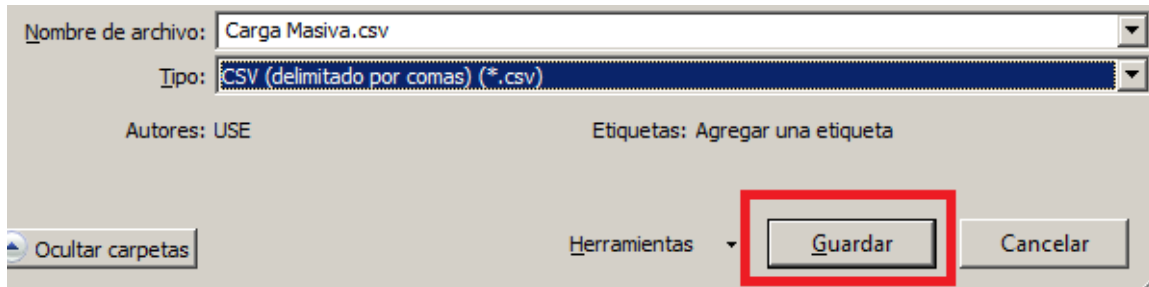 Nombre de archivo: Carga Masiva.csv
Tipo: CSV (delimitado por comas) (*.csv)
Autores: USE Etiquetas: Agregar una etiqueta
Ocultar carpetas Herramientas Guardar Cancelar